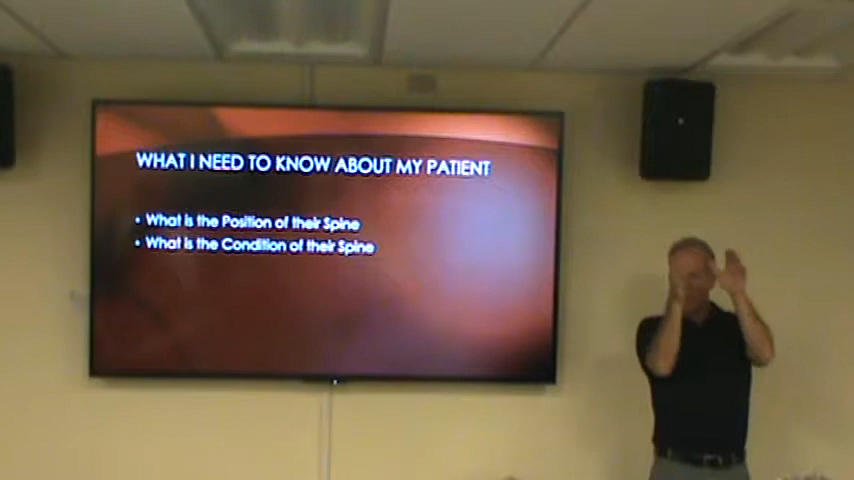 WHAT I NEED TO KNOW ABOUT MY PATIENT
• What is the Position of their Spine
• What is the Condition of their Spine